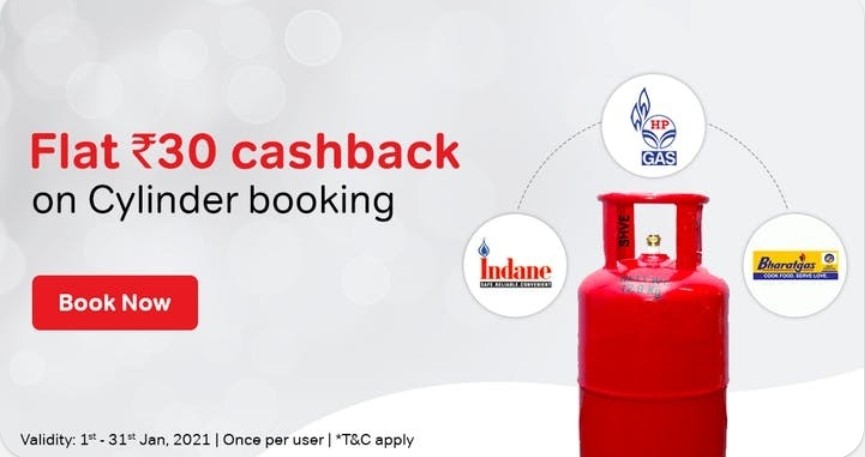 Flat ₹30 cashback
on Cylinder booking
Book Now
HP
GAS
Indane
SAFE. RELIABLE. CONVENIENT
Bharatgas
COOK FOOD. SERVE LOVE.
SHVE
Validity: 1st - 31st Jan, 2021 | Once per user | *T&C apply